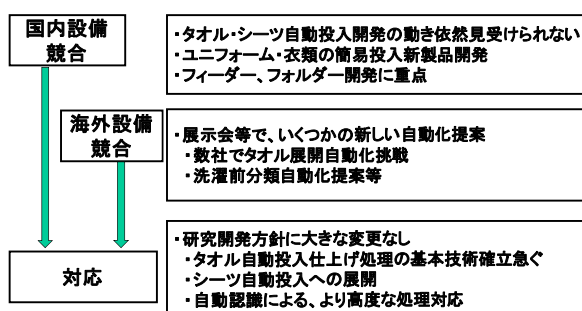 国内設備
競合
・タオル・シーツ自動投入開発の動き依然見受けられない
・ユニフォーム・衣類の簡易投入新製品開発
・フィーダー、フォルダー開発に重点
海外設備
競合
・展示会等で、いくつかの新しい自動化提案
・数社でタオル展開自動化挑戦
・洗濯前分類自動化提案等
対応
・研究開発方針に大きな変更なし
・タオル自動投入仕上げ処理の基本技術確立急ぐ
・シーツ自動投入への展開
・自動認識による、より高度な処理対応